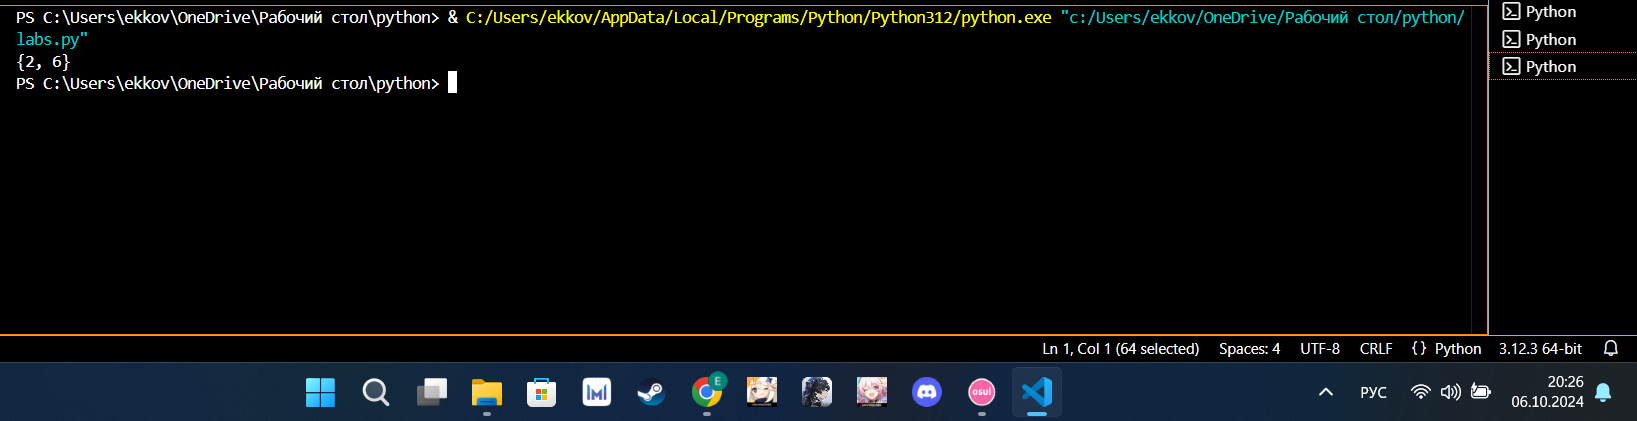 PS C:\Users\ekkov\OneDrive\Рабочий стол\python> & C:/Users/ekkov/AppData/Local/Programs/Python/Python312/python.exe "c:/Users/ekkov/OneDrive/Рабочий стол/python/
labs.py"
{2, 6}
PS C:\Users\ekkov\OneDrive\Рабочий стол\python>
Python
Python
Python
Ln 1, Col 1 (64 selected) Spaces: 4 UTF-8 CRLF {} Python 3.12.3 64-bit
E
osu!
РУС
20:26
06.10.2024